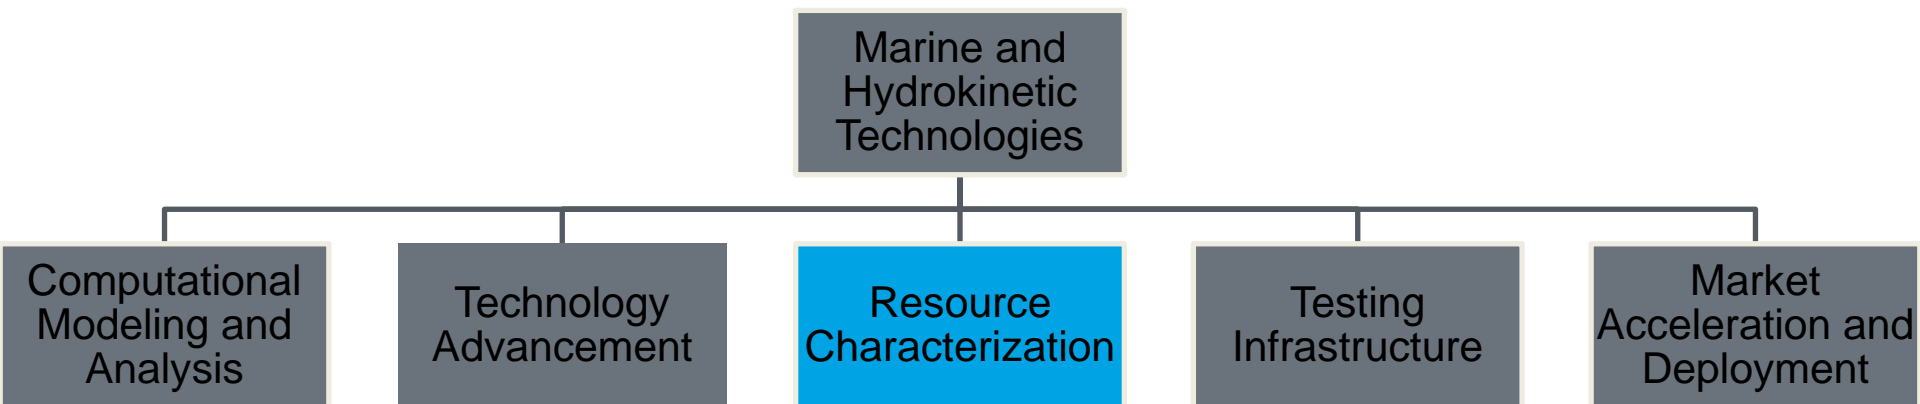 Marine and
Hydrokinetic
Technologies
Computational
Modeling and
Analysis
Technology
Advancement
Resource
Characterization
Testing
Infrastructure
Market
Acceleration and
Deployment